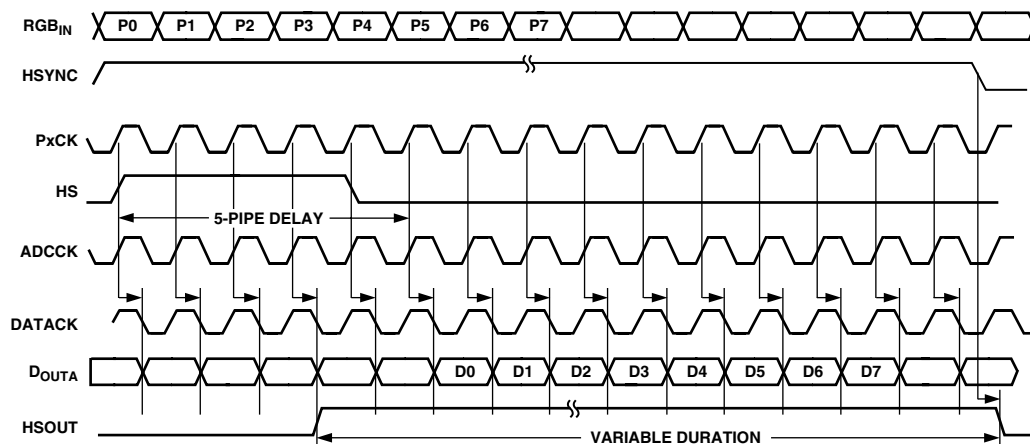 RGBIN P0 P1 P2 P3 P4 P5 P6 P7
HSYNC
PxCK
HS
5-PIPE DELAY
ADCCK
DATACK
DOUTA D0 D1 D2 D3 D4 D5 D6 D7
HSOUT
VARIABLE DURATION